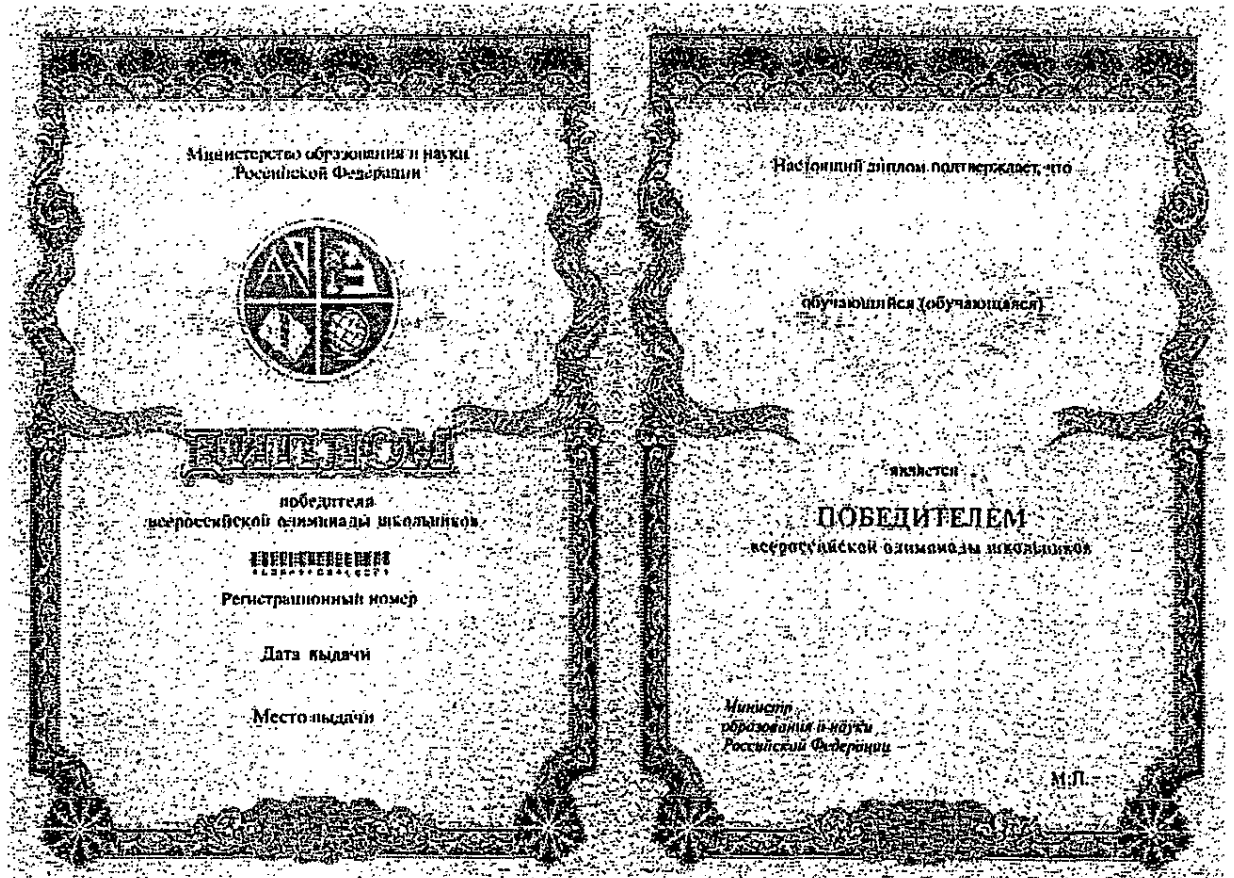 Министерство образования и науки
Российской Федерации
ДИПЛОМ
победителя
всероссийской олимпиады школьников
Регистрационный номер
Дата выдачи
Место выдачи
Настоящий диплом подтверждает, что
обучающийся (обучающаяся)
является
ПОБЕДИТЕЛЕМ
всероссийской олимпиады школьников
Министр
образования и науки
Российской Федерации
М.П.